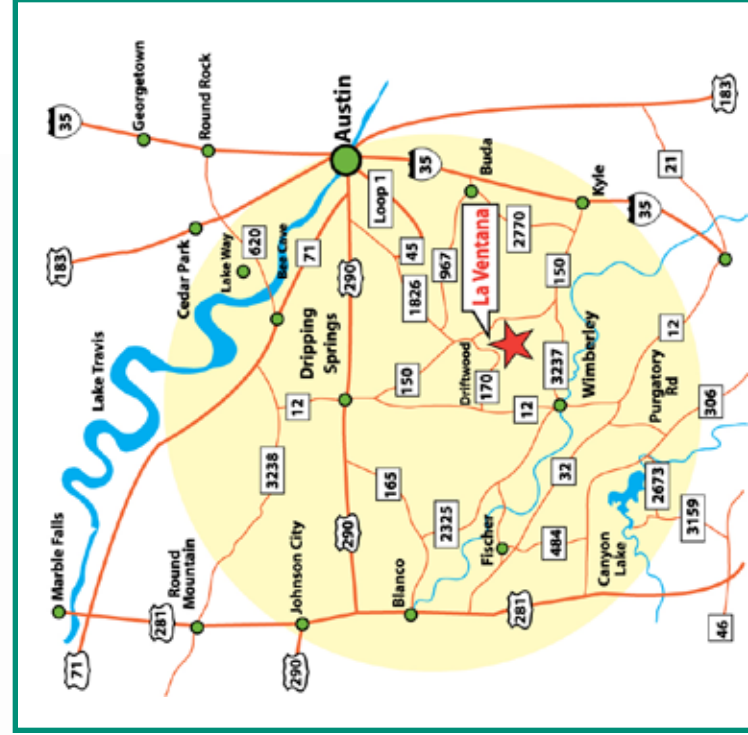 Marble Falls
71
281
Round
Mountain
Johnson City
290
Blanco
281
46
Lake Travis
3238
12
290
165
2325
Fischer
484
Canyon
Lake
3159
2673
306
183
Cedar Park
Lake Way
620
Bee Cave
71
Dripping
Springs
290
150
Driftwood
170
12
3237
Wimberley
32
Purgatory
Rd
12
35
Georgetown
Round Rock
Austin
Loop 1
45
1826
967
La Ventana
35
Buda
2770
150
Kyle
35
21
183